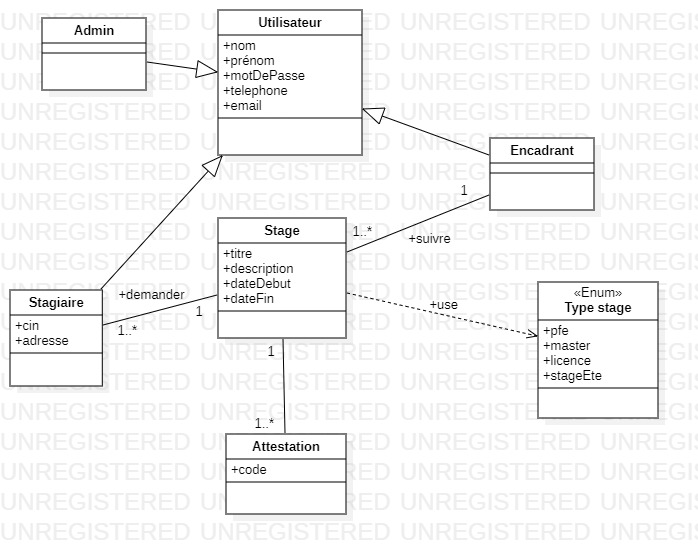 Admin
Utilisateur
+nom
+prénom
+motDePasse
+telephone
+email
Encadrant
1
Stage
1..*
+suivre
+titre
+description
+dateDebut
+dateFin
«Enum»
Type stage
+pfe
+master
+licence
+stageEte
+use
Stagiaire
+cin
+adresse
+demander
1..*
1
1
1..*
Attestation
+code
UNREGISTERED UNREGISTERED UNREGISTERED UNREGISTERED